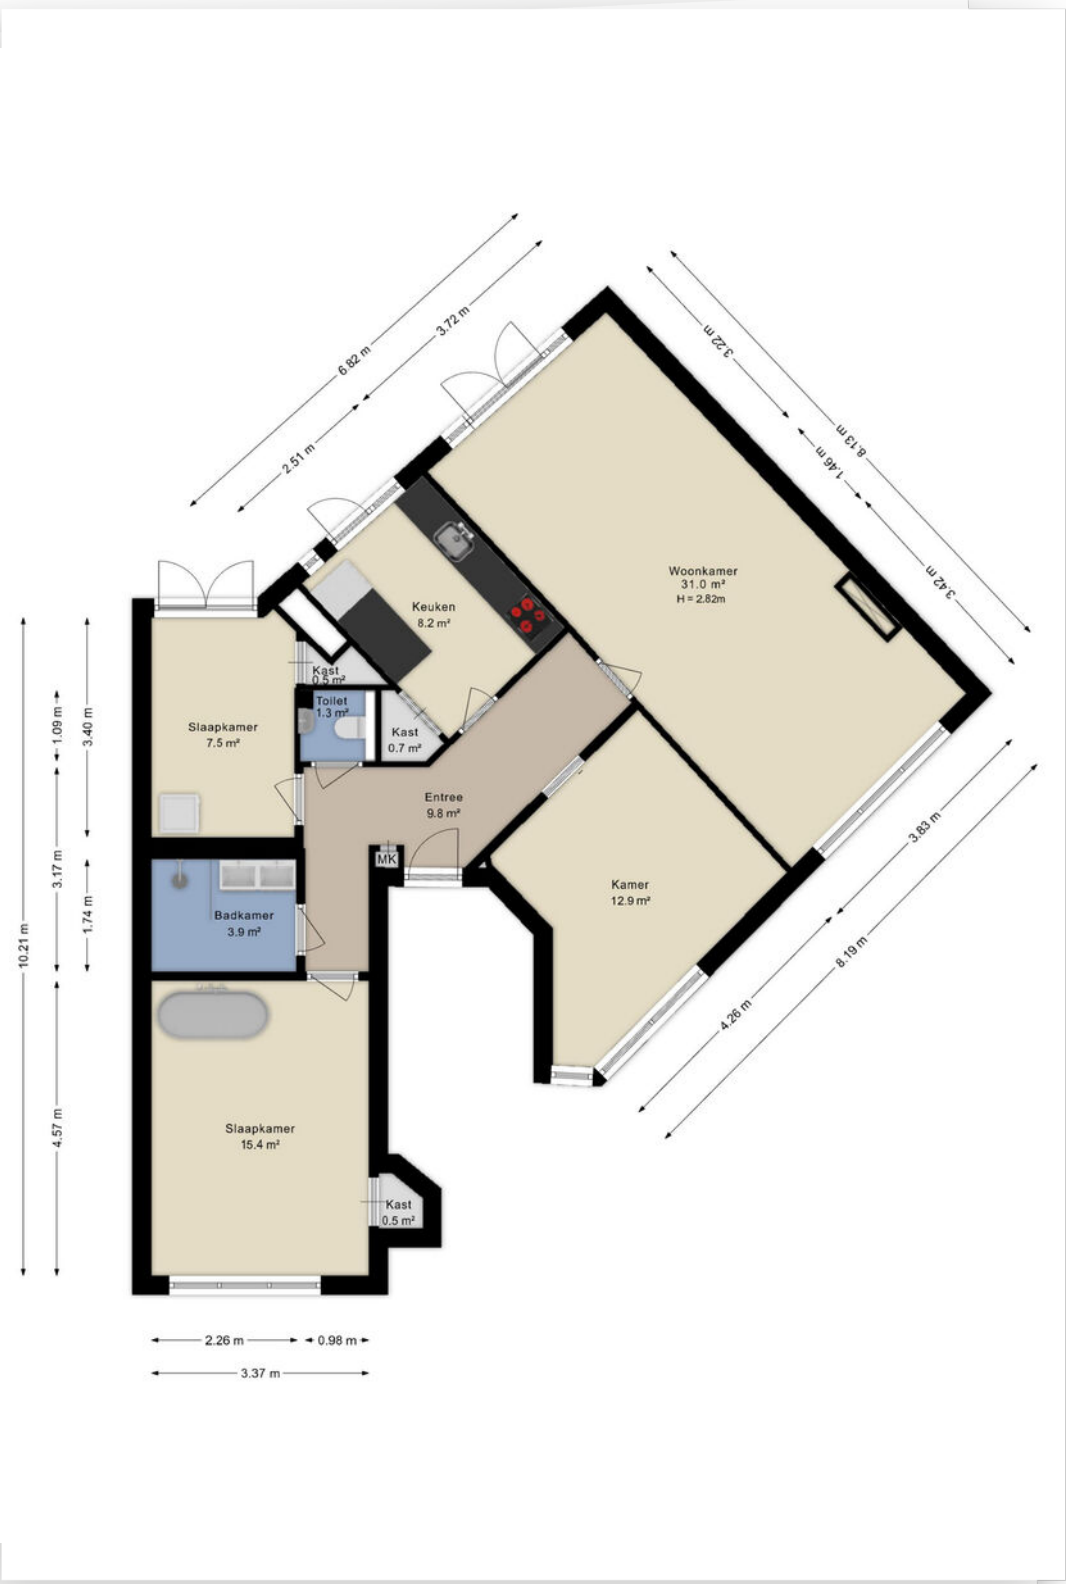 6.82 m
3.72 m
2.51 m
3.22 m
8.13 m
1.46 m
3.42 m
Woonkamer
31.0 m²
H = 2.82m
Keuken
8.2 m²
Kast
0.5 m²
Toilet
1.3 m²
Kast
0.7 m²
Slaapkamer
7.5 m²
Entree
9.8 m²
MK
Kamer
12.9 m²
Badkamer
3.9 m²
Slaapkamer
15.4 m²
Kast
0.5 m²
1.09 m
3.40 m
3.17 m
1.74 m
10.21 m
4.57 m
3.83 m
8.19 m
4.26 m
2.26 m
0.98 m
3.37 m